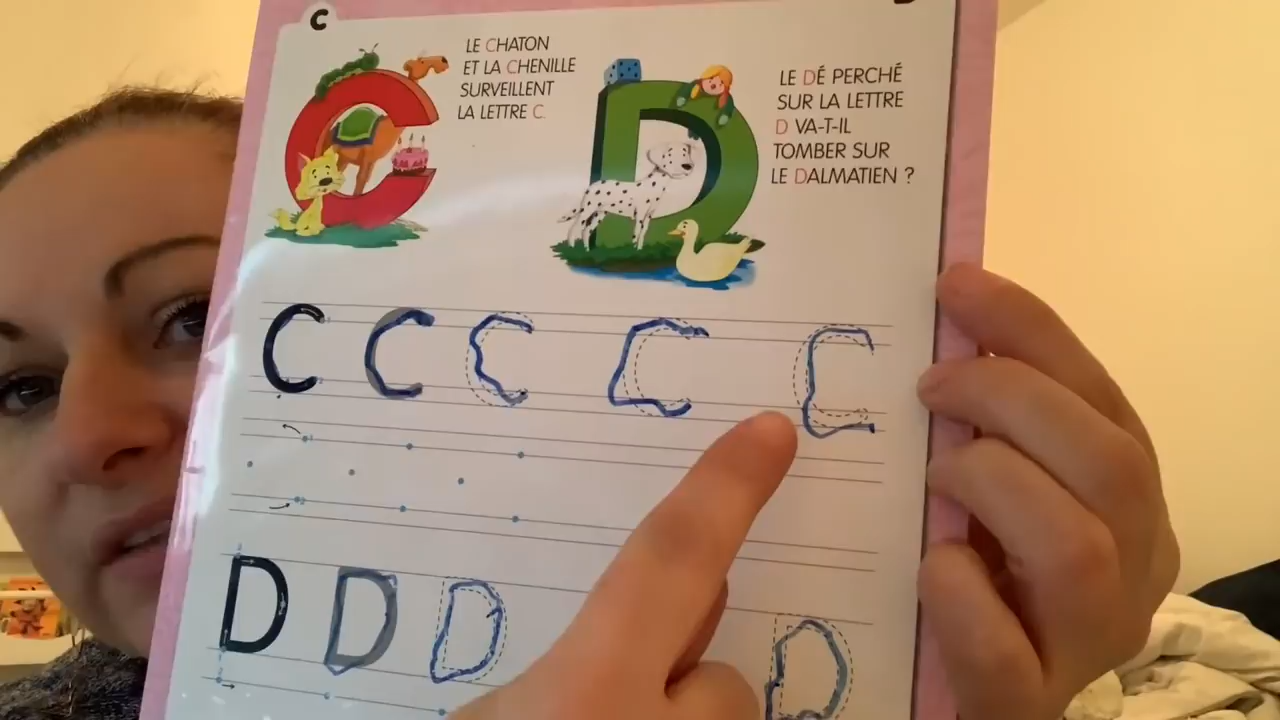 C
LE CHATON
ET LA CHENILLE
SURVEILLENT
LA LETTRE C.
LE DÉ PERCHÉ
SUR LA LETTRE
D VA-T-IL
TOMBER SUR
LE DALMATIEN ?
C D
C C C C C
D D D D